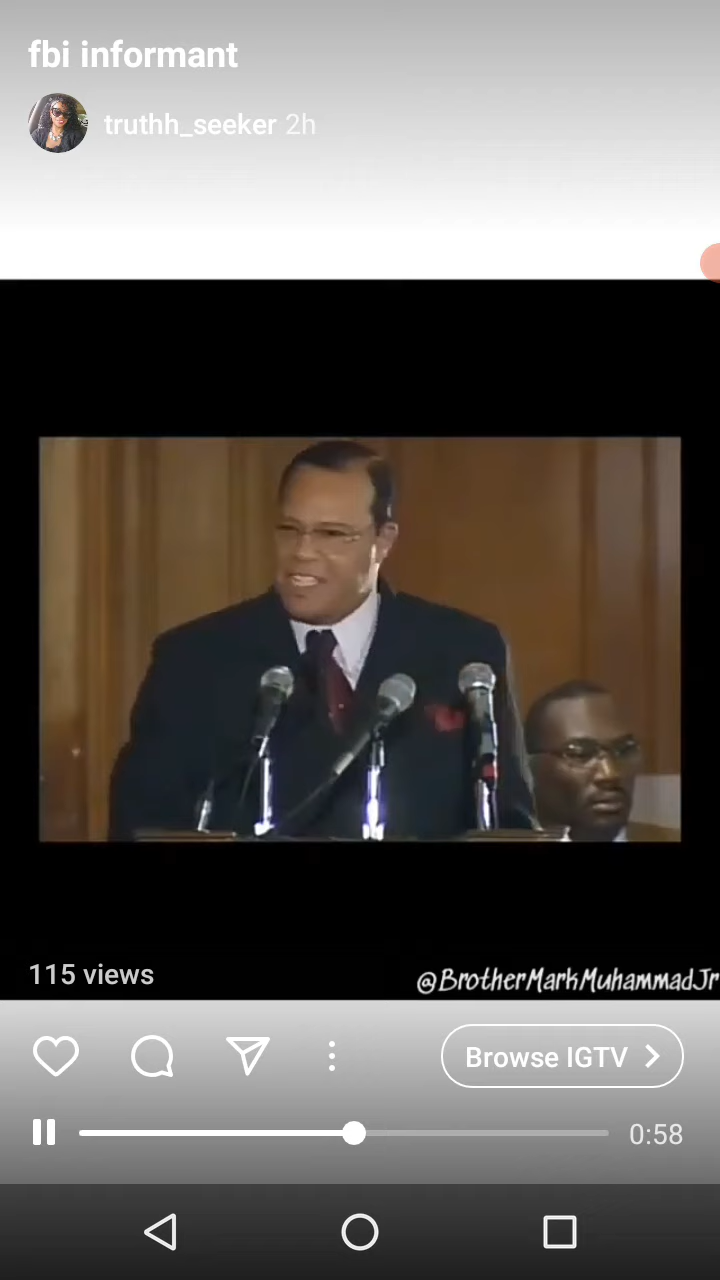 fbi informant
truthh_seeker 2h
115 views
@BrotherMarkMuhammadJr
Browse IGTV
0:58